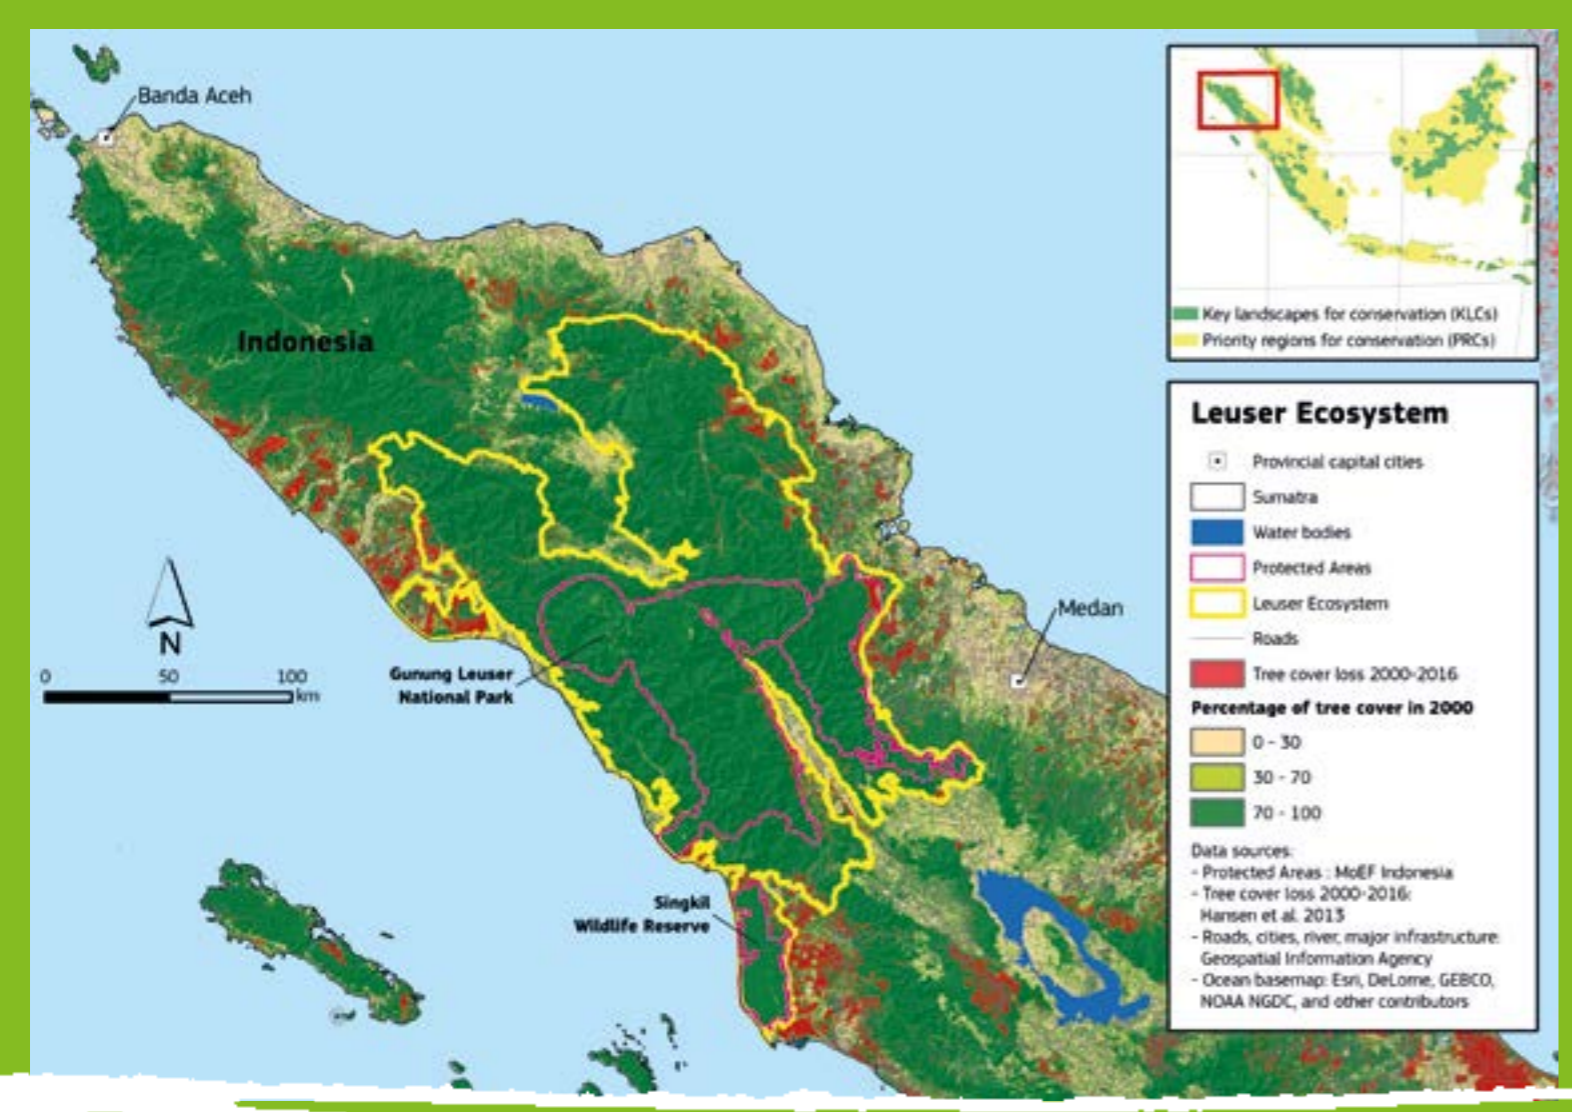 Banda Aceh
Indonesia
Medan
Gunung Leuser
National Park
Singkil
Wildlife Reserve
N
0 50 100
km
Key landscapes for conservation (KLCs)
Priority regions for conservation (PRCs)
Leuser Ecosystem
Provincial capital cities
Sumatra
Water bodies
Protected Areas
Leuser Ecosystem
Roads
Tree cover loss 2000-2016
Percentage of tree cover in 2000
0 - 30
30 - 70
70 - 100
Data sources:
- Protected Areas : MoEF Indonesia
- Tree cover loss 2000-2016:
Hansen et al. 2013
- Roads, cities, river, major infrastructure:
Geospatial Information Agency
- Ocean basemap: Esri, DeLorme, GEBCO,
NOAA NGDC, and other contributors